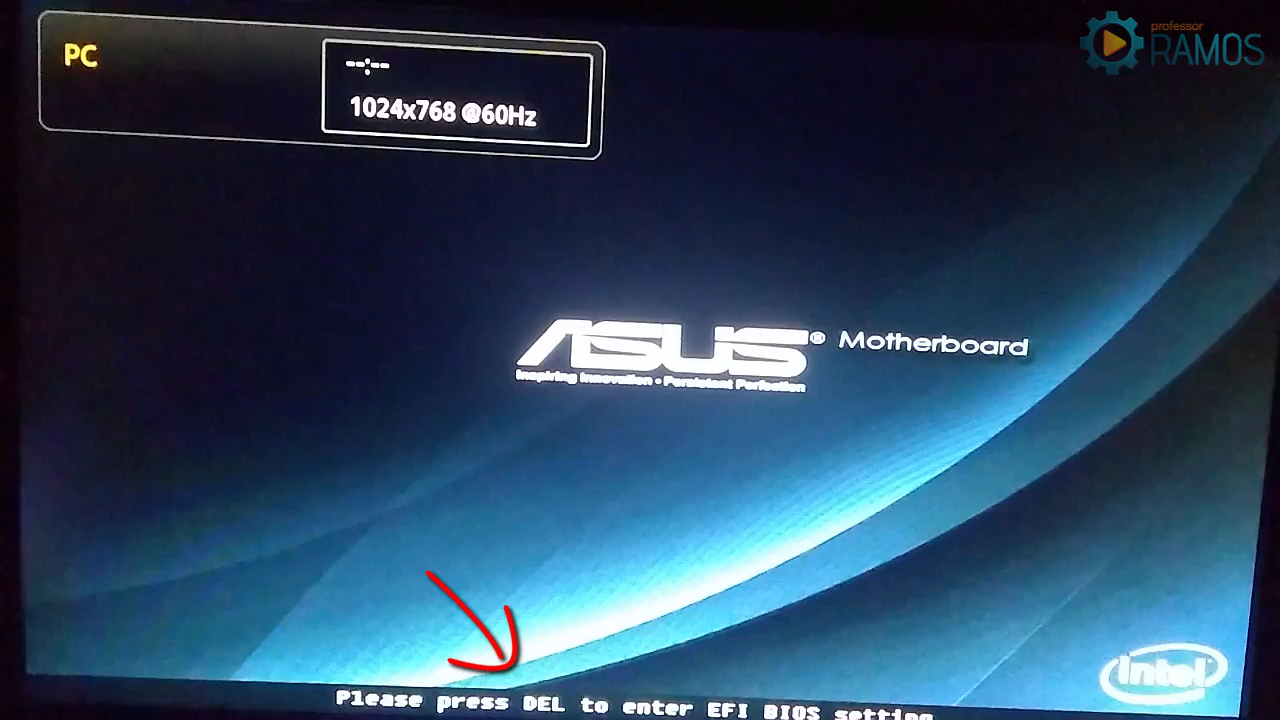 PC
--:--
1024x768 @60Hz
professor
RAMOS
ASUS® Motherboard
Inspiring Innovation • Persistent Perfection
intel
Please press DEL to enter EFI BIOS setting